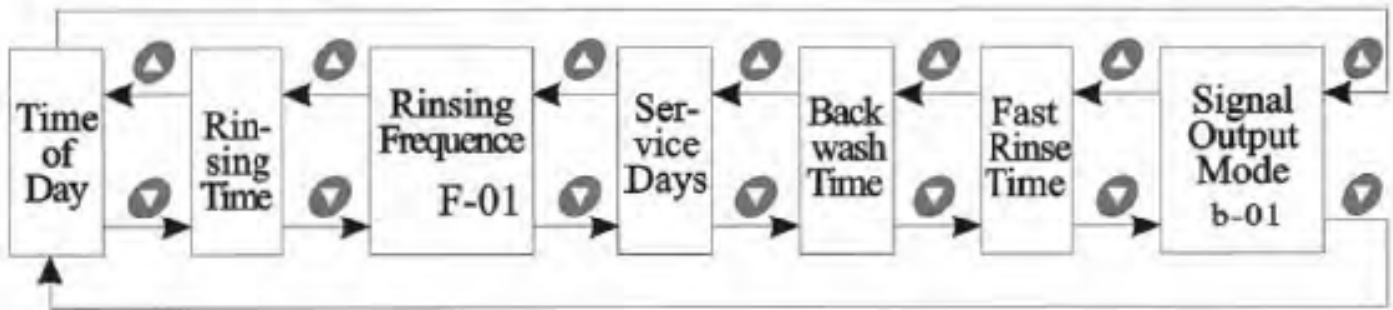 Time
of
Day
Rin-
sing
Time
Rinsing
Frequence
F-01
Ser-
vice
Days
Back
wash
Time
Fast
Rinse
Time
Signal
Output
Mode
b-01